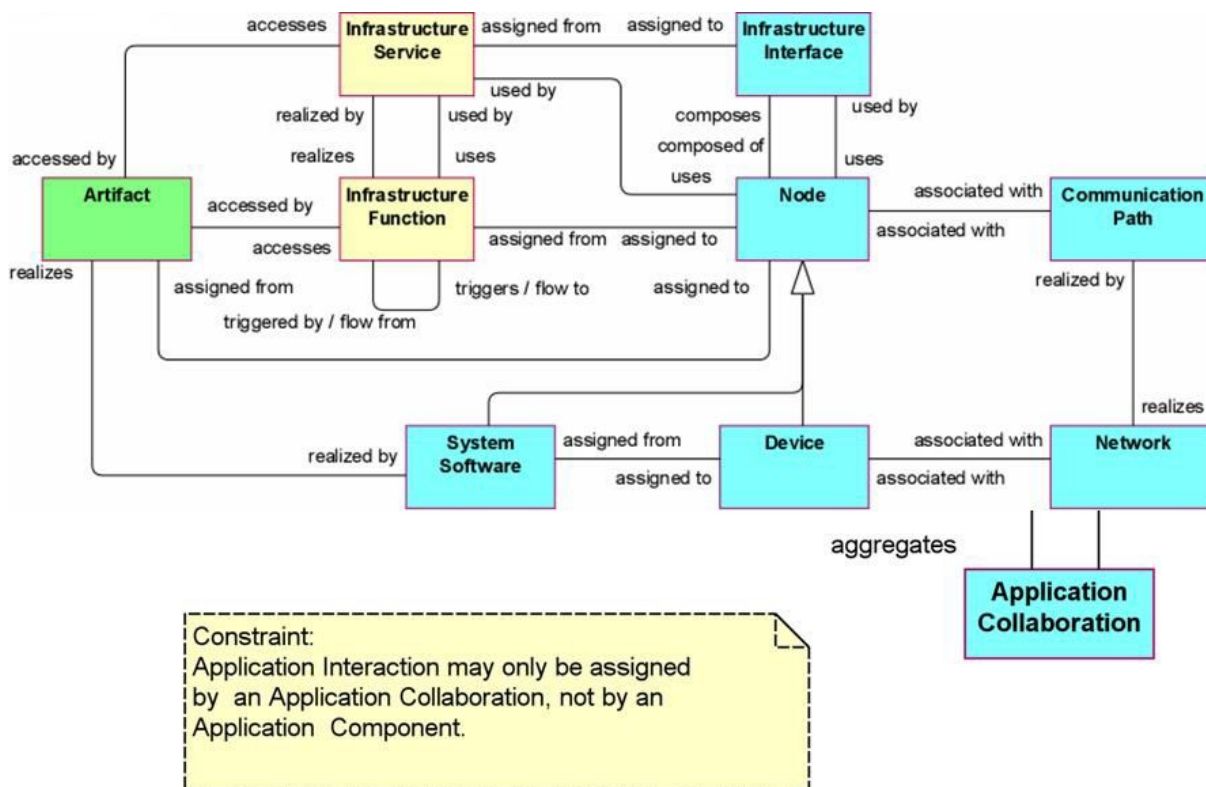 accesses
Infrastructure
Service
assigned from
assigned to
Infrastructure
Interface
used by
realized by
used by
composes
used by
composed of
accessed by
realizes
uses
uses
uses
Artifact
accessed by
Infrastructure
Function
Node
associated with
Communication
Path
accesses
assigned from
assigned to
associated with
realizes
assigned from
triggers / flow to
assigned to
realized by
triggered by / flow from
realizes
System
Software
assigned from
Device
associated with
Network
realized by
assigned to
associated with
aggregates
Application
Collaboration
Constraint:
Application Interaction may only be assigned
by an Application Collaboration, not by an
Application Component.